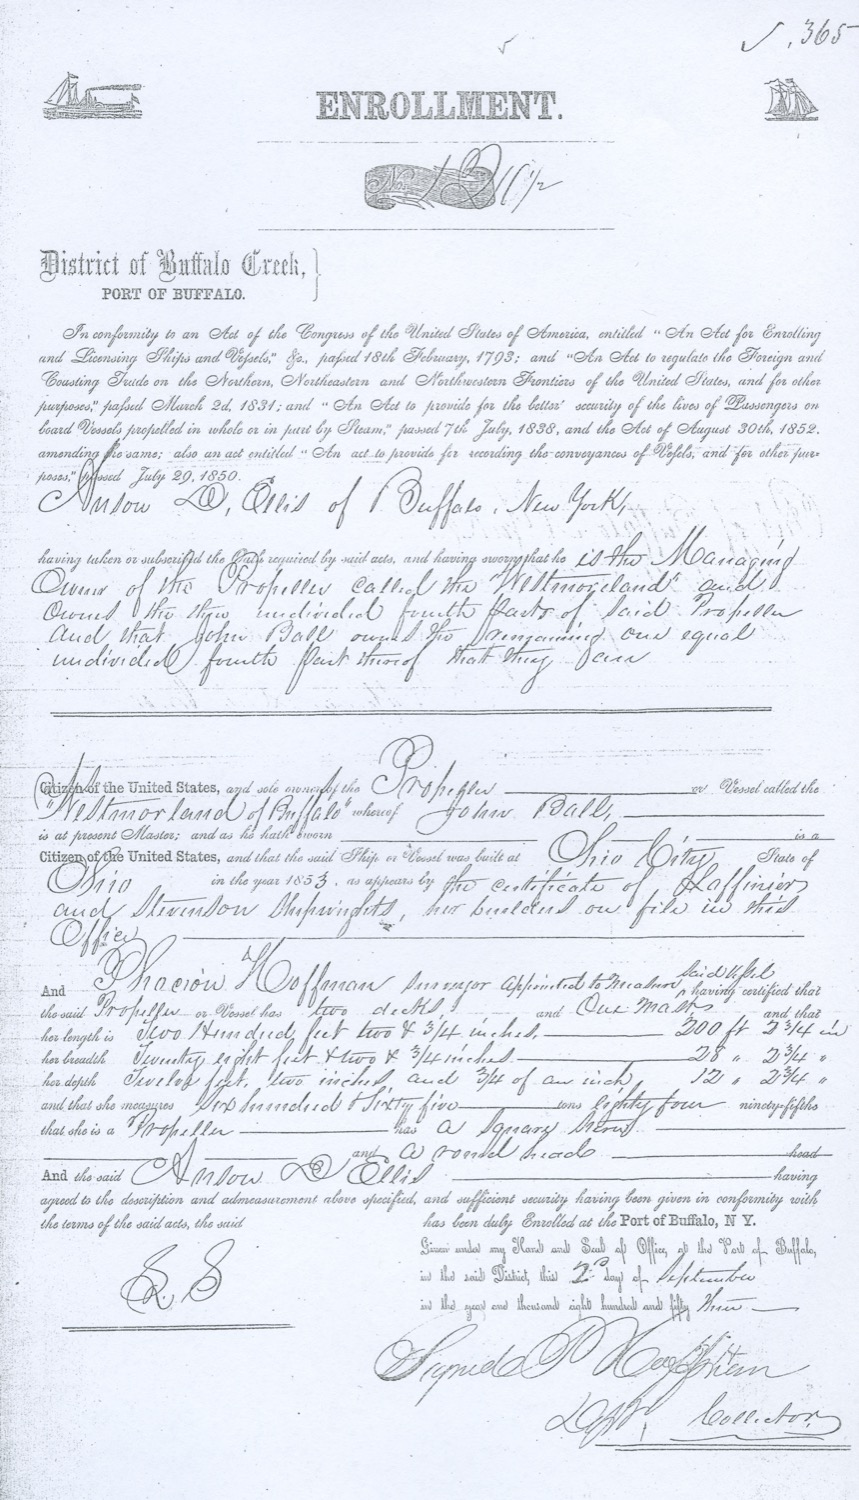 365
ENROLLMENT.
No.
District of Buffalo Creek,
PORT OF BUFFALO.
In conformity to an Act of the Congress of the United States of America, entitled "An Act for Enrolling
and Licensing Ships and Vessels," &c., passed 18th February, 1793; and "An Act to regulate the Foreign and
Coasting Trade on the Northern, Northeastern and Northwestern Frontiers of the United States, and for other
purposes," passed March 2d, 1831; and "An Act to provide for the better security of the lives of Passengers on
board Vessels propelled in whole or in part by Steam," passed 7th July, 1838, and the Act of August 30th, 1852,
amending the same; also an act entitled "An act to provide for recording the conveyances of Vessels, and for other pur-
poses," passed July 29, 1850.
Anson D, Ellis of Buffalo, New York,
having taken or subscribed the Oath required by said acts, and having sworn that he is the Managing
Owner of the Propeller called the "Westmoreland" and
owns the three undivided fourth parts of said Propeller
and that John Ball owns the remaining one equal
undivided fourth part thereof that they are
Citizen of the United States, and sole owner of the Propeller or Vessel called the
"Westmorland of Buffalo" whereof John Ball,
is at present Master; and as he hath sworn is a
Citizen of the United States, and that the said Ship or Vessel was built at Ohio City State of
Ohio in the year 1853, as appears by the certificate of Laffinier
and Stevenson Shipwrights, her builders on file in this
Office
And Phacion Hoffman surveyor appointed to measure said vessel having certified that
the said Propeller or Vessel has two decks, and One Mast, and that
her length is Two Hundred feet two & 3/4 inches, 200 ft 2 3/4 in
her breadth Twenty eight feet & two & 3/4 inches 28 " 2 3/4 "
her depth Twelve feet, two inches, and 3/4 of an inch, 12 " 2 3/4 "
and that she measures Six hundred & Sixty five tons eighty four ninety-fifths
that she is a Propeller has a square stern
and a round head head
And the said Anson D Ellis having
agreed to the description and admeasurement above specified, and sufficient security having been given in conformity with
the terms of the said acts, the said has been duly Enrolled at the Port of Buffalo, N Y.
Given under my Hand and Seal of Office, at the Port of Buffalo,
in the said District, this 2d day of September
in the year one thousand eight hundred and fifty three
L. S
Signed P Hoffman
Depy. Collector